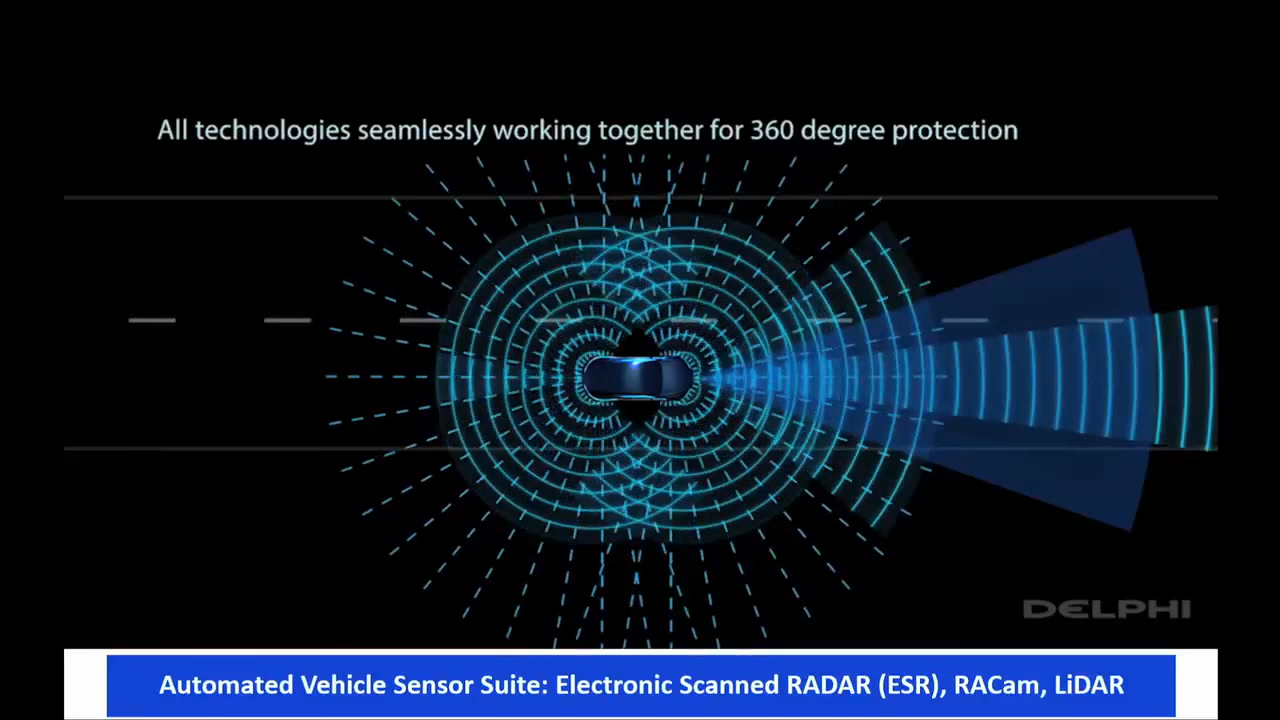 All technologies seamlessly working together for 360 degree protection
DELPHI
Automated Vehicle Sensor Suite: Electronic Scanned RADAR (ESR), RACam, LiDAR